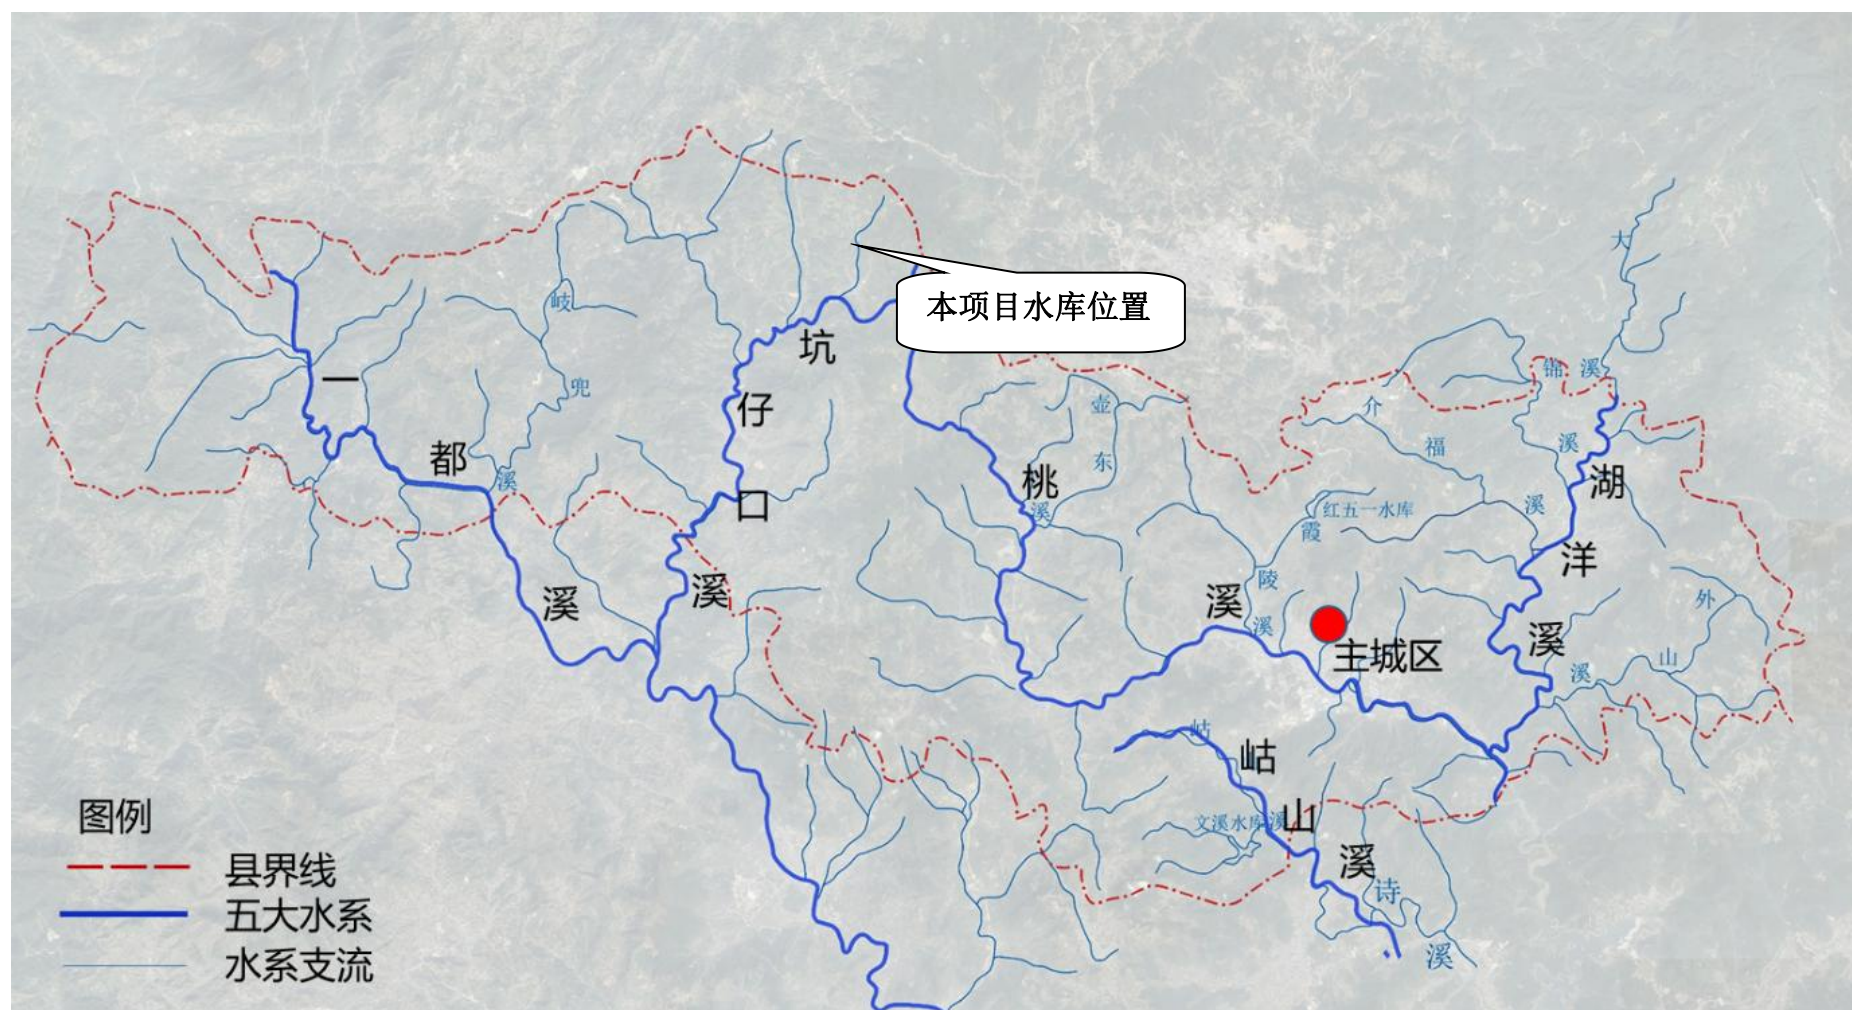 本项目水库位置
一都溪
坑仔口溪
桃溪
湖洋溪
岵山溪
主城区
岐兜溪
壶东溪
大
锦溪
溪
介福溪
红五一水库
霞陵溪
外山溪
岵
溪
文溪水库
诗溪
图例
县界线
五大水系
水系支流